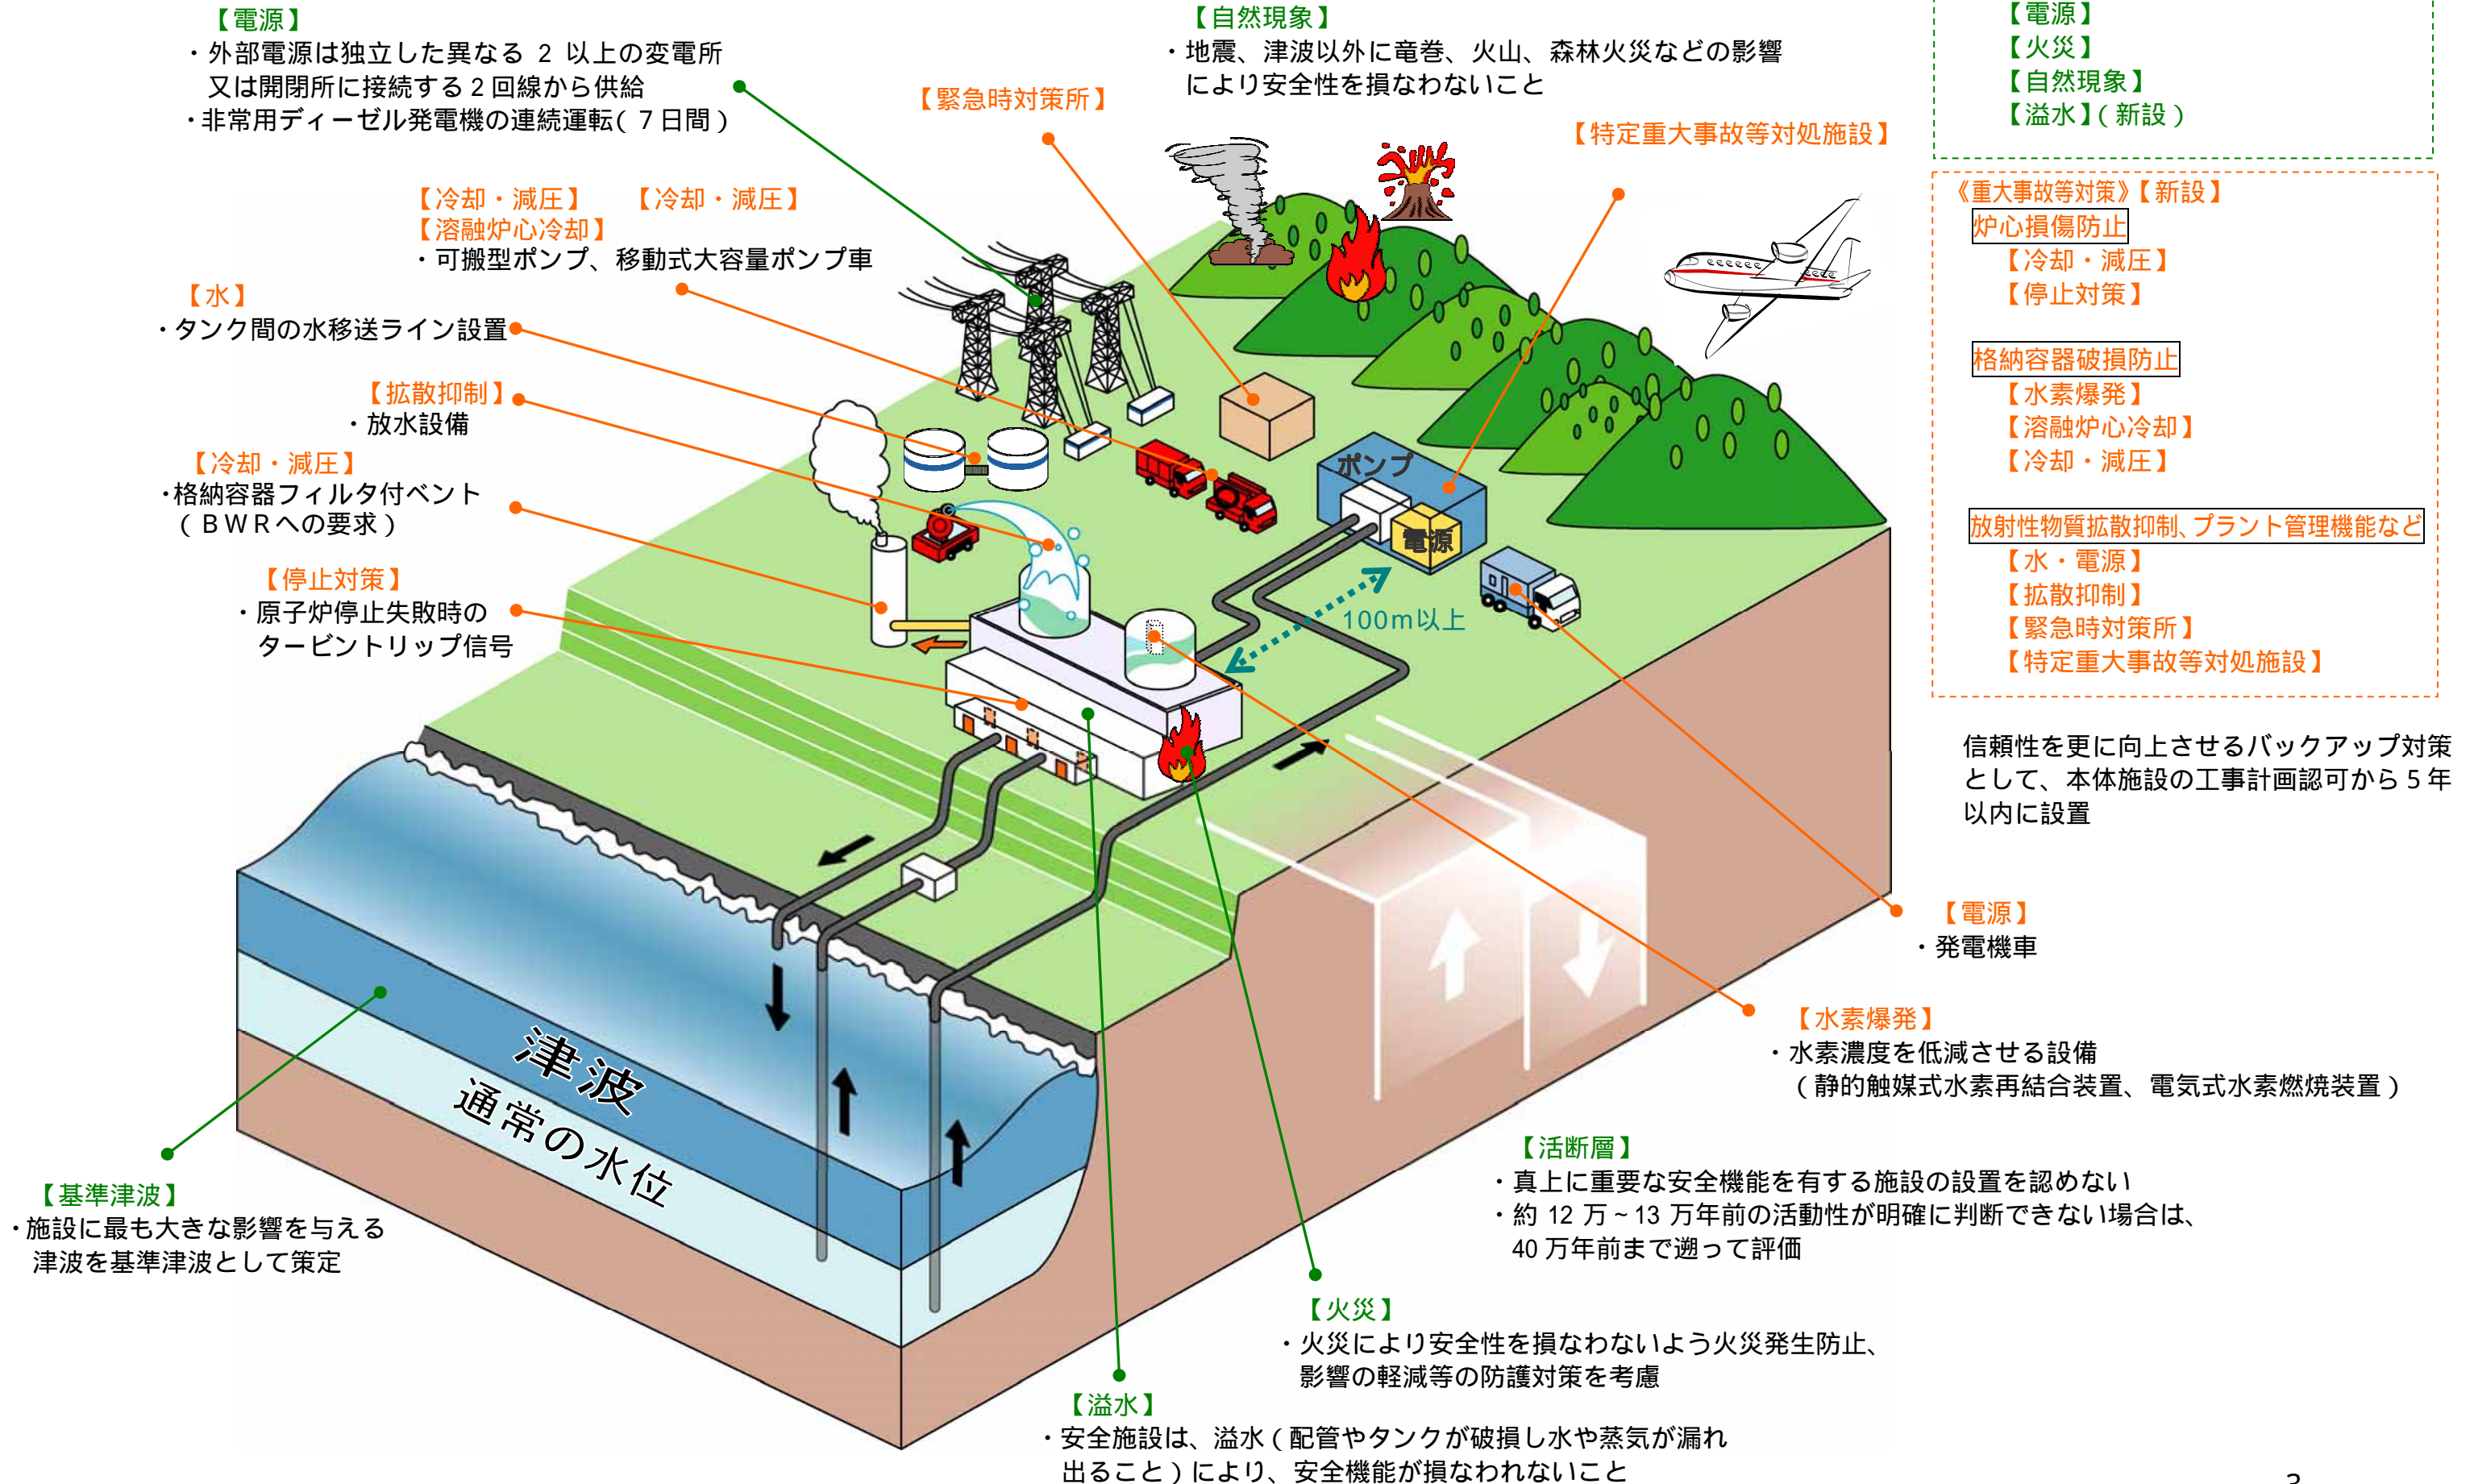 【電源】
・外部電源は独立した異なる 2 以上の変電所
又は開閉所に接続する2回線から供給
・非常用ディーゼル発電機の連続運転(7日間)
【自然現象】
・地震、津波以外に竜巻、火山、森林火災などの影響
により安全性を損なわないこと
【緊急時対策所】
【特定重大事故等対処施設】
【冷却・減圧】 【冷却・減圧】
【溶融炉心冷却】
・可搬型ポンプ、移動式大容量ポンプ車
【水】
・タンク間の水移送ライン設置
【拡散抑制】
・放水設備
【冷却・減圧】
・格納容器フィルタ付ベント
(BWRへの要求)
【停止対策】
・原子炉停止失敗時の
タービントリップ信号
ポンプ
電源
100m以上
津波
通常の水位
【基準津波】
・施設に最も大きな影響を与える
津波を基準津波として策定
【電源】
【火災】
【自然現象】
【溢水】(新設)
《重大事故等対策》【新設】
炉心損傷防止
【冷却・減圧】
【停止対策】
格納容器破損防止
【水素爆発】
【溶融炉心冷却】
【冷却・減圧】
放射性物質拡散抑制、プラント管理機能など
【水・電源】
【拡散抑制】
【緊急時対策所】
【特定重大事故等対処施設】
信頼性を更に向上させるバックアップ対策
として、本体施設の工事計画認可から5年
以内に設置
【電源】
・発電機車
【水素爆発】
・水素濃度を低減させる設備
(静的触媒式水素再結合装置、電気式水素燃焼装置)
【活断層】
・真上に重要な安全機能を有する施設の設置を認めない
・約 12 万~13 万年前の活動性が明確に判断できない場合は、
40万年前まで遡って評価
【火災】
・火災により安全性を損なわないよう火災発生防止、
影響の軽減等の防護対策を考慮
【溢水】
・安全施設は、溢水(配管やタンクが破損し水や蒸気が漏れ
出ること)により、安全機能が損なわれないこと